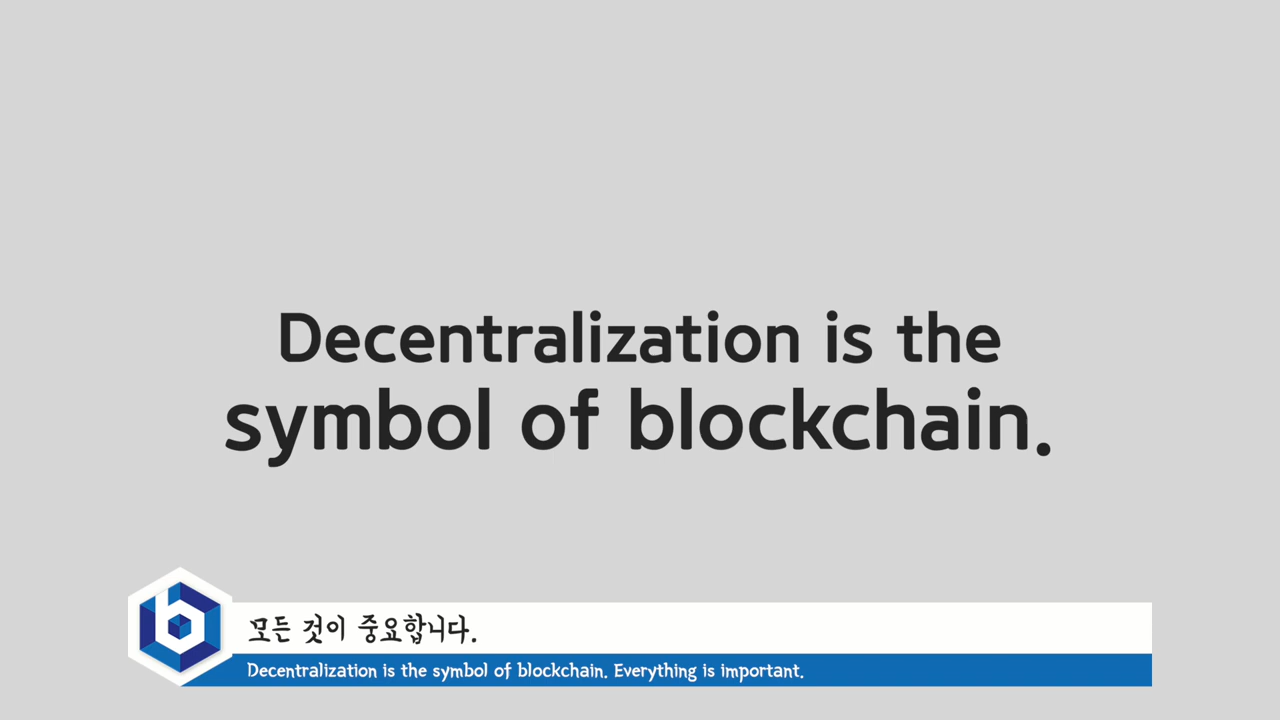 Decentralization is the
symbol of blockchain.
모든 것이 중요합니다.
Decentralization is the symbol of blockchain. Everything is important.